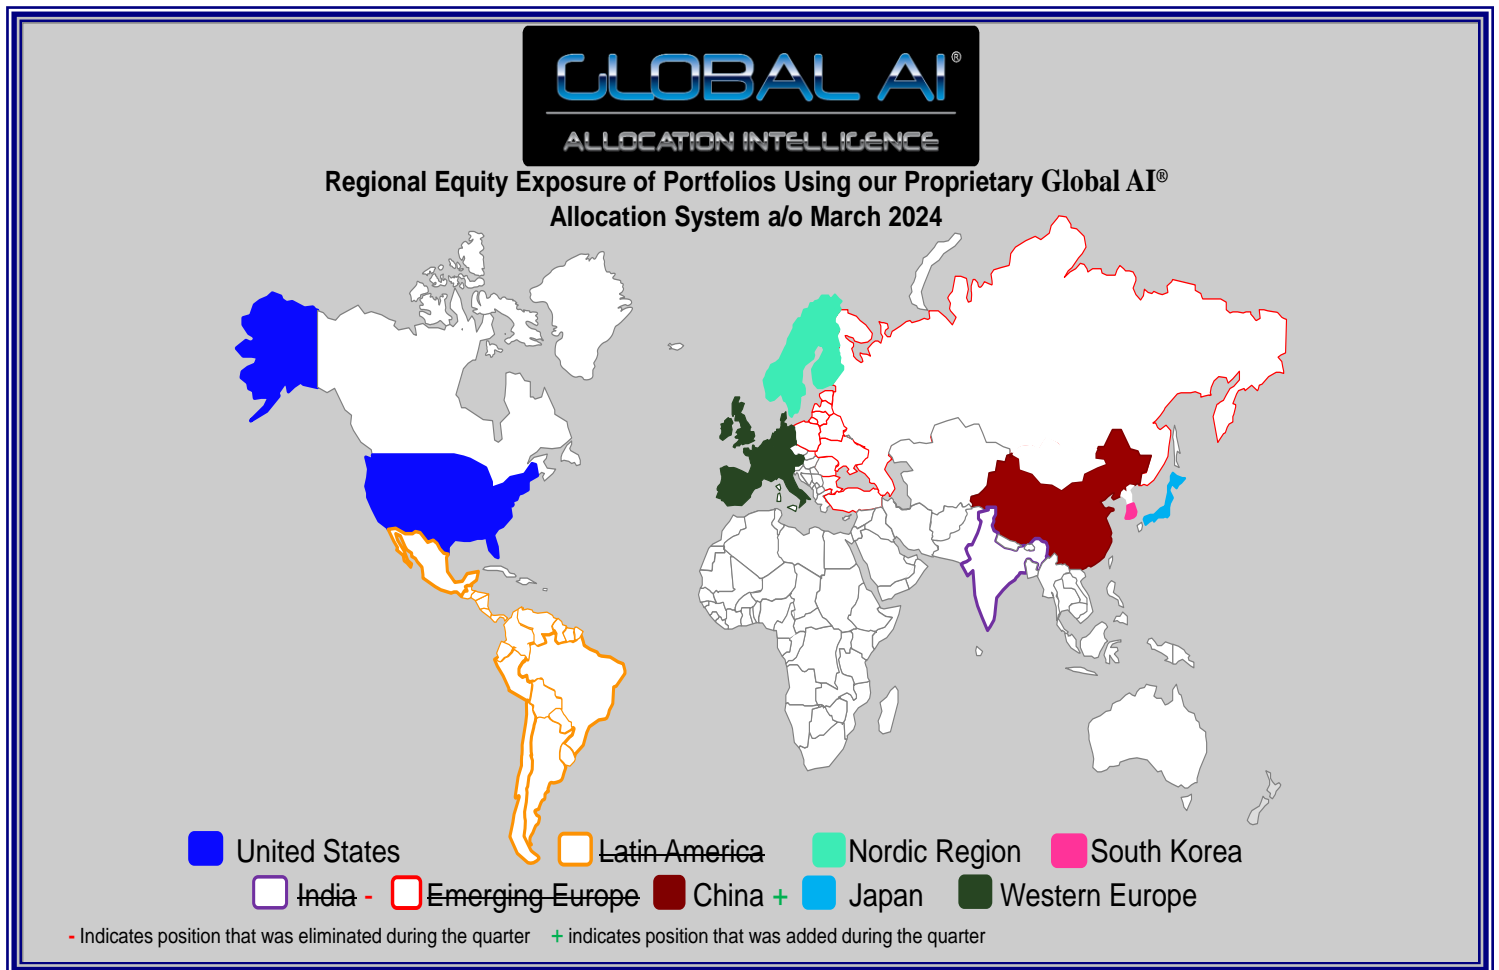 GLOBAL AI®
ALLOCATION INTELLIGENCE
Regional Equity Exposure of Portfolios Using our Proprietary Global AI®
Allocation System a/o March 2024
United States Latin America Nordic Region South Korea
India - Emerging Europe China + Japan Western Europe
- Indicates position that was eliminated during the quarter + indicates position that was added during the quarter